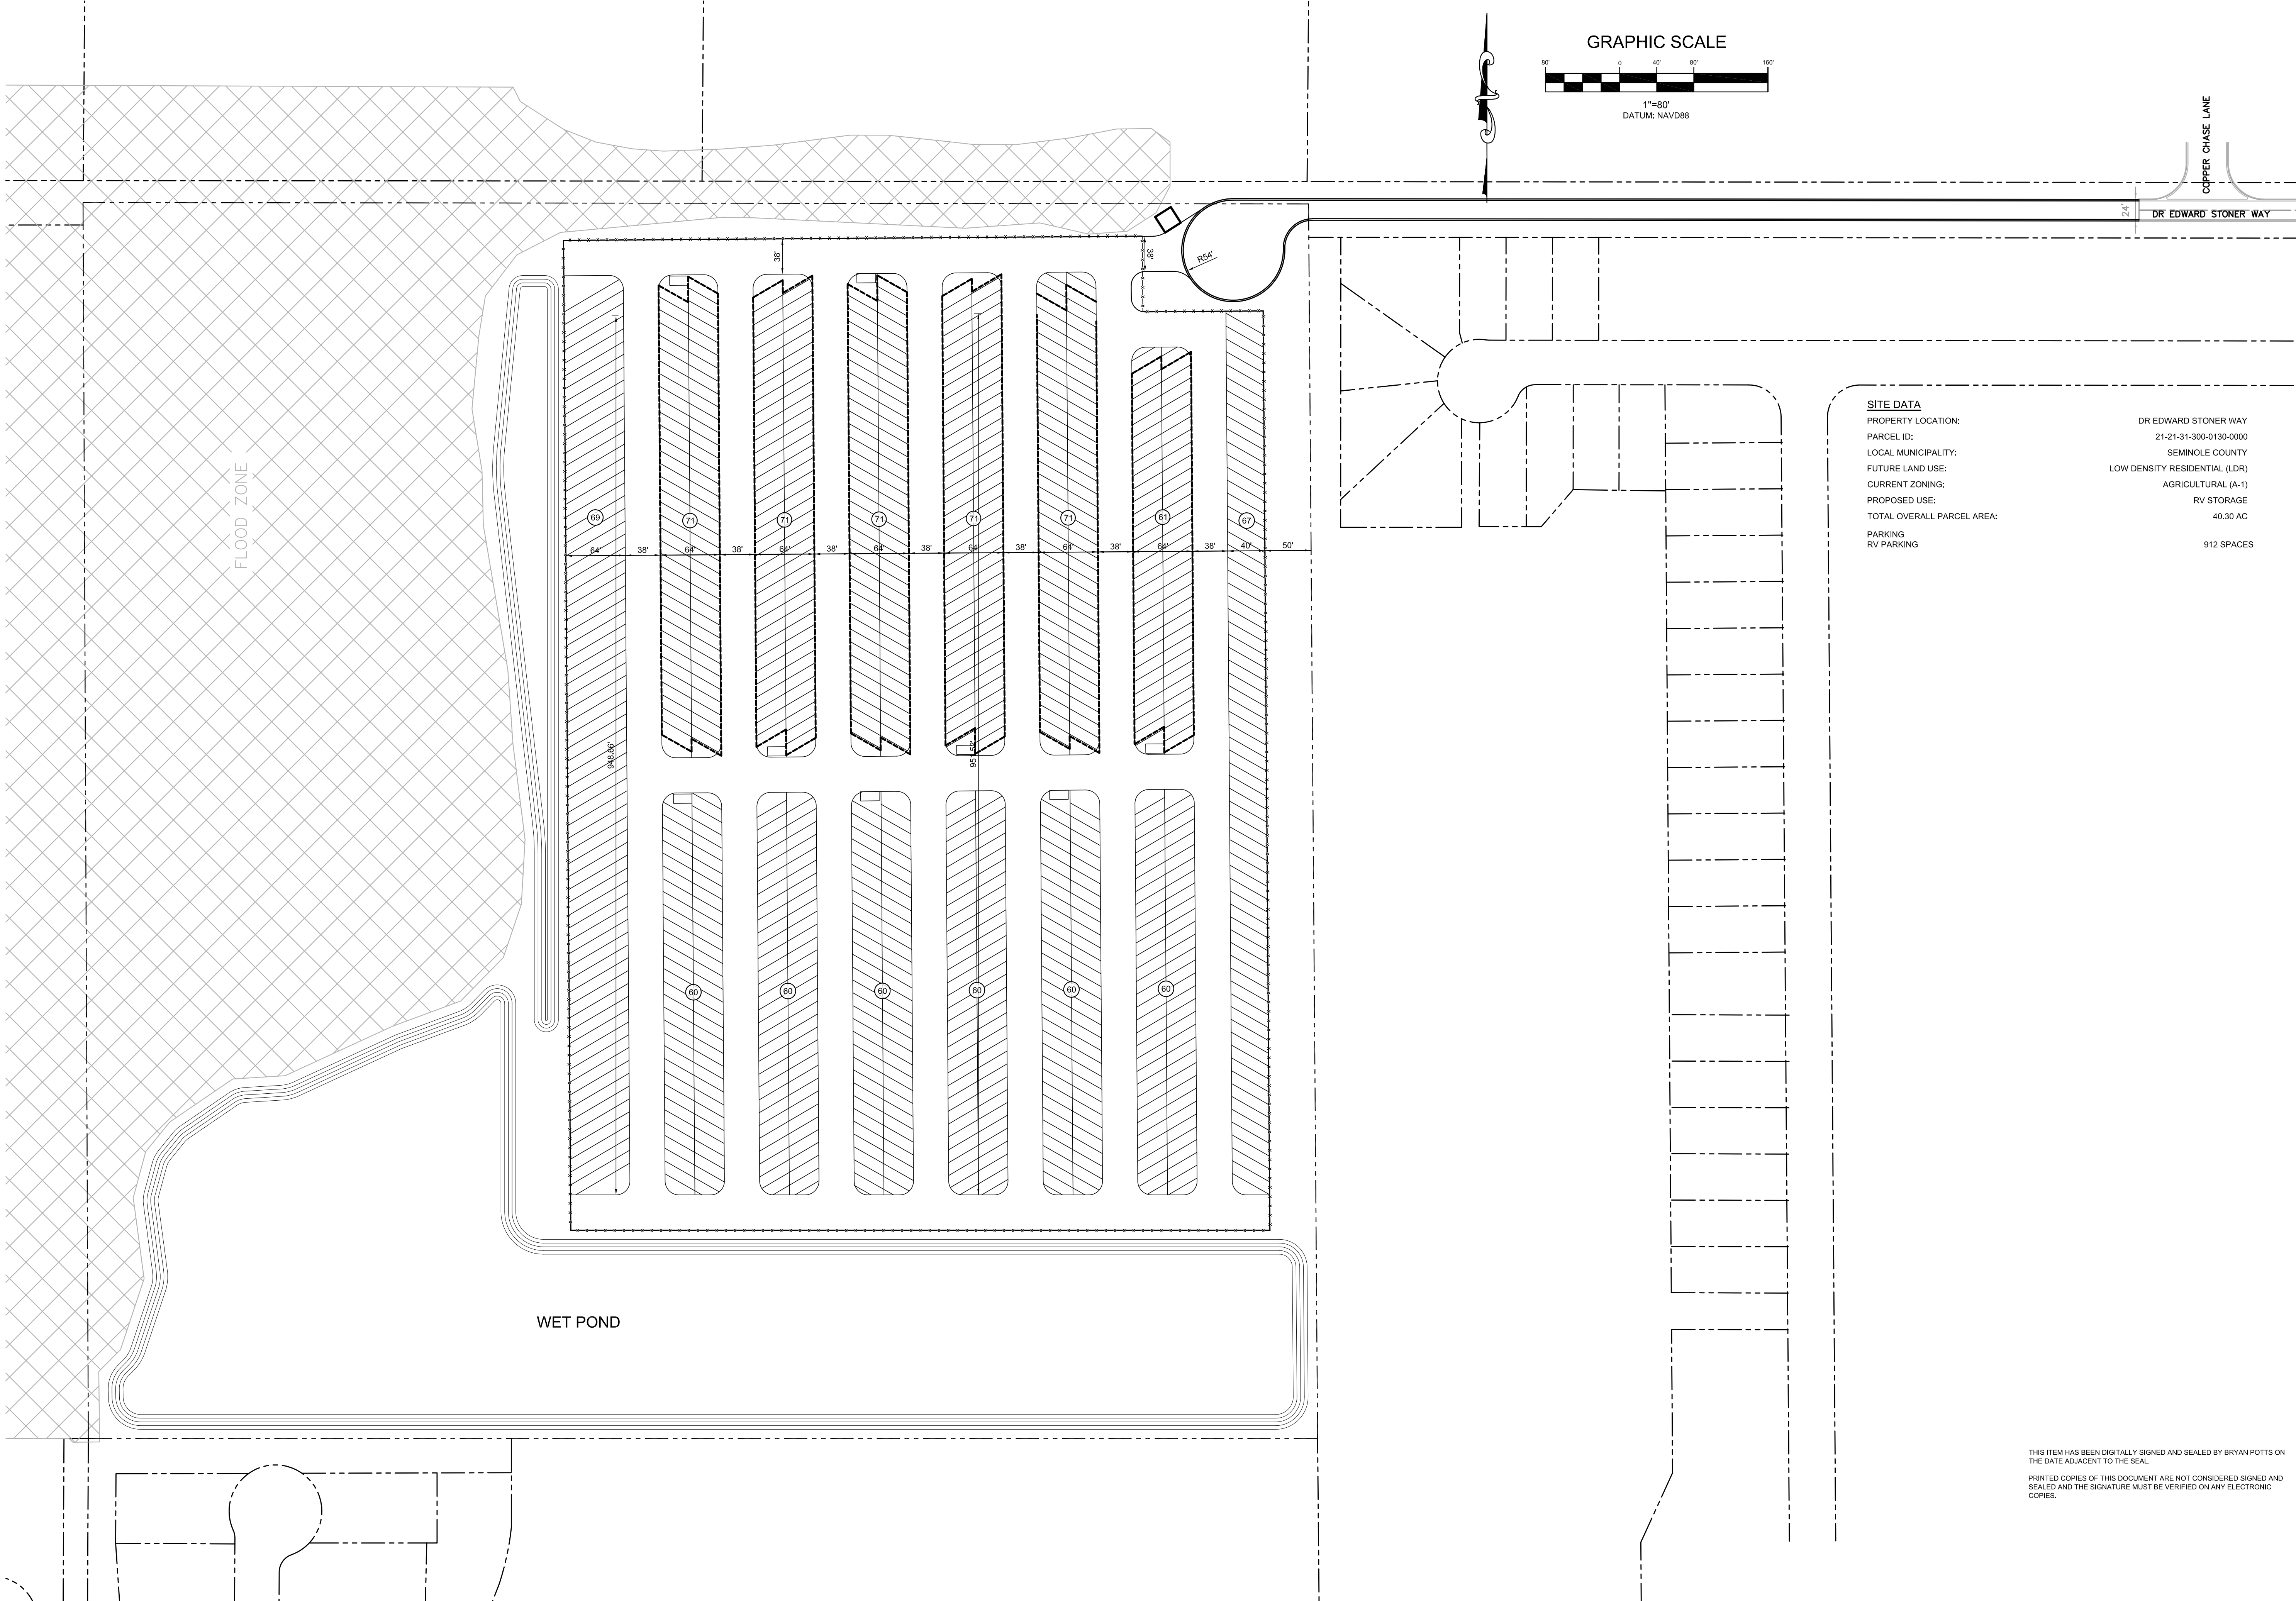 GRAPHIC SCALE
80' 0 40' 80' 160'
1"=80'
DATUM: NAVD88
COPPER CHASE LANE
24'
DR EDWARD STONER WAY
38'
38'
R54'
FLOOD ZONE
SITE DATA
PROPERTY LOCATION: DR EDWARD STONER WAY
PARCEL ID: 21-21-31-300-0130-0000
LOCAL MUNICIPALITY: SEMINOLE COUNTY
FUTURE LAND USE: LOW DENSITY RESIDENTIAL (LDR)
CURRENT ZONING: AGRICULTURAL (A-1)
PROPOSED USE: RV STORAGE
TOTAL OVERALL PARCEL AREA: 40.30 AC
PARKING
RV PARKING 912 SPACES
69 71 71 71 71 71 61 67
64' 38' 64' 38' 64' 38' 64' 38' 64' 38' 64' 38' 64' 38' 40' 50'
948.66'
60 60 60 60 60 60
WET POND
THIS ITEM HAS BEEN DIGITALLY SIGNED AND SEALED BY BRYAN POTTS ON
THE DATE ADJACENT TO THE SEAL.
PRINTED COPIES OF THIS DOCUMENT ARE NOT CONSIDERED SIGNED AND
SEALED AND THE SIGNATURE MUST BE VERIFIED ON ANY ELECTRONIC
COPIES.